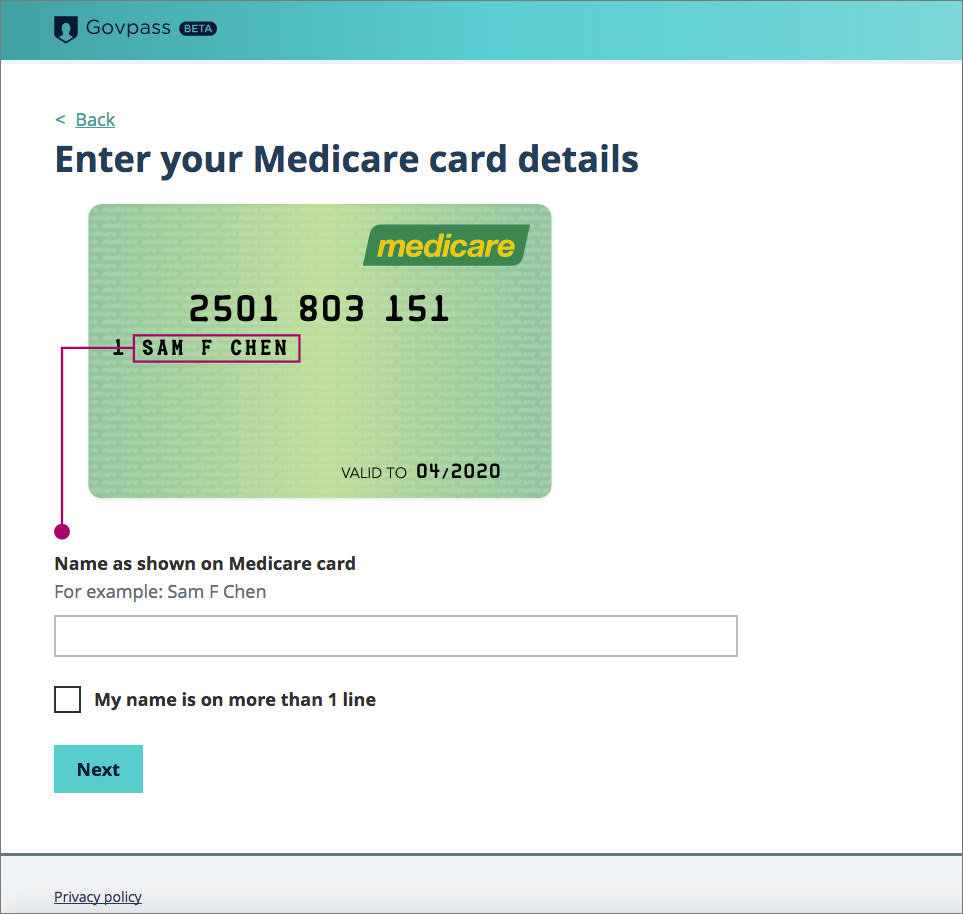 Govpass BETA
< Back
Enter your Medicare card details
medicare
2501 803 151
1 SAM F CHEN
VALID TO 04/2020
Name as shown on Medicare card
For example: Sam F Chen
My name is on more than 1 line
Next
Privacy policy